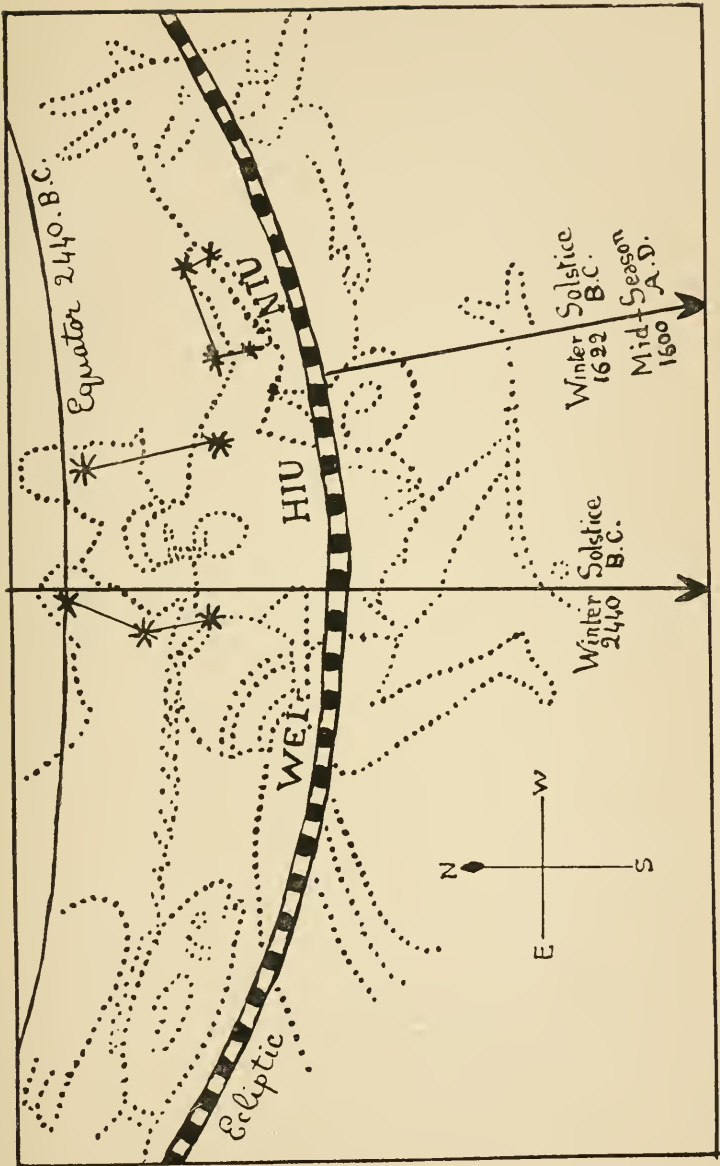 Equator 2440.B.C
WEI
HIU
NIU
Ecliptic
N
E
W
S
Winter Solstice
2440 B.C.
Winter Solstice
1622 B.C.
Mid-Season
1600 A.D.